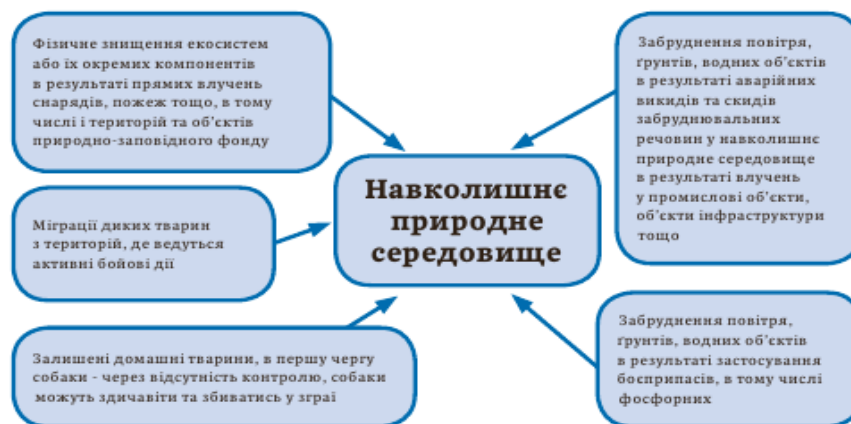 Фізичне знищення екосистем
або їх окремих компонентів
в результаті прямих влучень
снарядів, пожеж тощо, в тому
числі і територій та об'єктів
природно-заповідного фонду
Міграції диких тварин
з територій, де ведуться
активні бойові дії
Залишені домашні тварини, в першу чергу
собаки - через відсутність контролю, собаки
можуть здичавіти та збиватись у зграї
Навколишнє
природне
середовище
Забруднення повітря,
ґрунтів, водних об'єктів
в результаті аварійних
викидів та скидів
забруднювальних
речовин у навколишнє
природне середовище
в результаті влучень
у промислові об'єкти,
об'єкти інфраструктури
тощо
Забруднення повітря,
ґрунтів, водних об'єктів
в результаті застосування
босприпасів, в тому числі
фосфорних